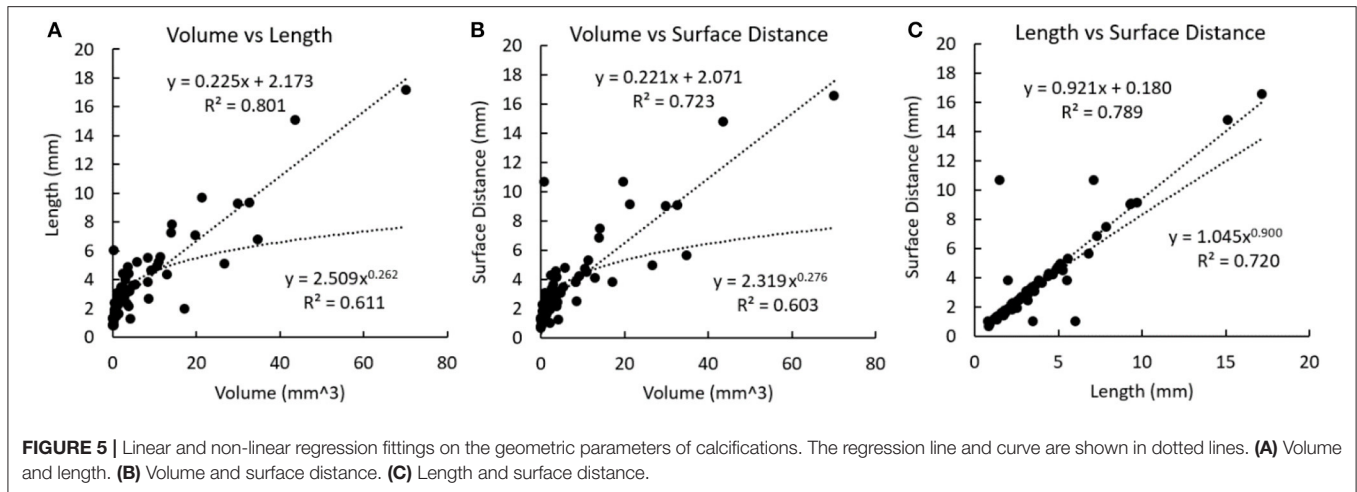 A
Volume vs Length
20
18
16
14
12
10
8
6
4
2
0
Length (mm)
y = 0.225x + 2.173
R² = 0.801
y = 2.509x^0.262
R² = 0.611
0 20 40 60 80
Volume (mm^3)
B
Volume vs Surface Distance
20
18
16
14
12
10
8
6
4
2
0
Surface Distance (mm)
y = 0.221x + 2.071
R² = 0.723
y = 2.319x^0.276
R² = 0.603
0 20 40 60 80
Volume (mm^3)
C
Length vs Surface Distance
20
18
16
14
12
10
8
6
4
2
0
Surface Distance (mm)
y = 0.921x + 0.180
R² = 0.789
y = 1.045x^0.900
R² = 0.720
0 5 10 15 20
Length (mm)
FIGURE 5 | Linear and non-linear regression fittings on the geometric parameters of calcifications. The regression line and curve are shown in dotted lines. (A) Volume
and length. (B) Volume and surface distance. (C) Length and surface distance.